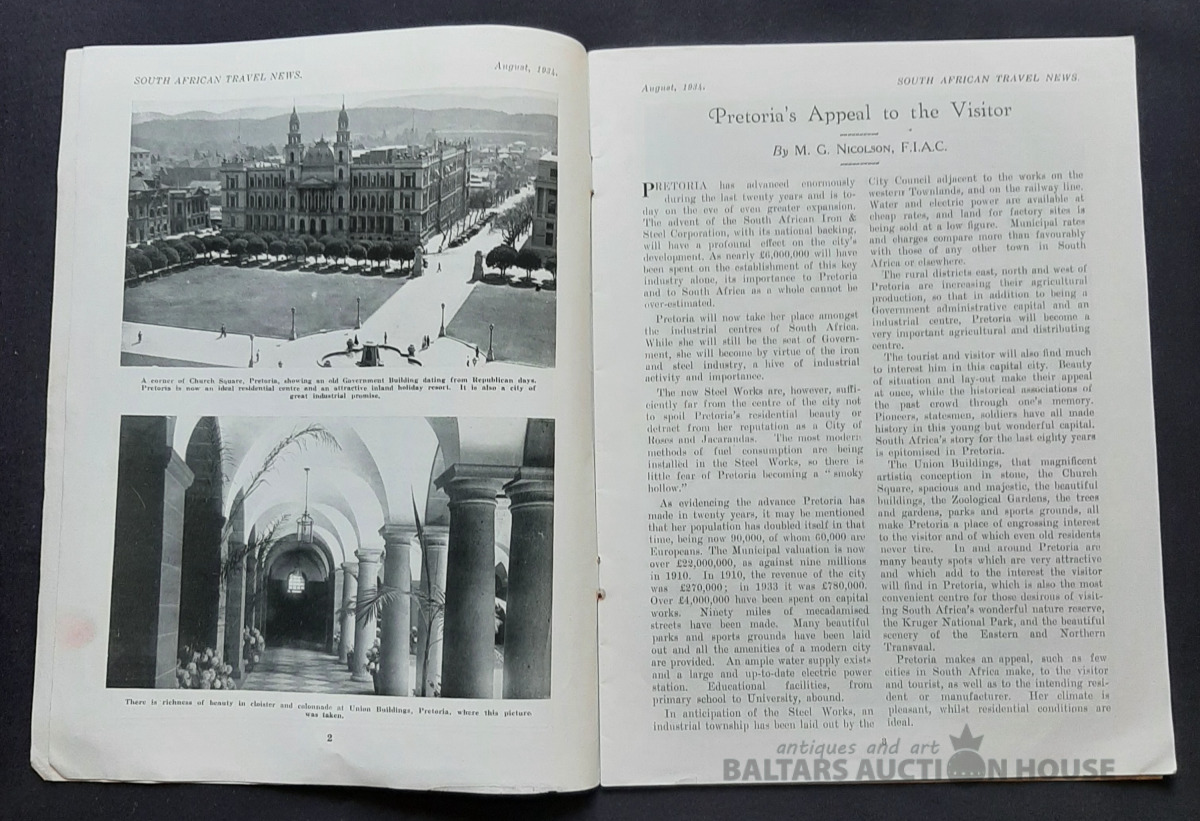 SOUTH AFRICAN TRAVEL NEWS.
August, 1934.
A corner of Church Square, Pretoria, showing an old Government Building dating from Republican days.
Pretoria is now an ideal residential centre and an attractive inland holiday resort. It is also a city of
great industrial promise.
There is richness of beauty in cloister and colonnade at Union Buildings, Pretoria, where this picture
was taken.
2
August, 1934.
SOUTH AFRICAN TRAVEL NEWS.
Pretoria's Appeal to the Visitor
By M. G. NICOLSON, F.I.A.C.
PRETORIA has advanced enormously
during the last twenty years and is to-
day on the eve of even greater expansion.
The advent of the South African Iron &
Steel Corporation, with its national backing,
will have a profound effect on the city's
development. As nearly £6,000,000 will have
been spent on the establishment of this key
industry alone, its importance to Pretoria
and to South Africa as a whole cannot be
over-estimated.
Pretoria will now take her place amongst
the industrial centres of South Africa.
While she will still be the seat of Govern-
ment, she will become by virtue of the iron
and steel industry, a hive of industrial
activity and importance.
The new Steel Works are, however, suffi-
ciently far from the centre of the city not
to spoil Pretoria's residential beauty or
detract from her reputation as a City of
Roses and Jacarandas. The most modern
methods of fuel consumption are being
installed in the Steel Works, so there is
little fear of Pretoria becoming a "smoky
hollow."
As evidencing the advance Pretoria has
made in twenty years, it may be mentioned
that her population has doubled itself in that
time, being now 90,000, of whom 60,000 are
Europeans. The Municipal valuation is now
over £22,000,000, as against nine millions
in 1910. In 1910, the revenue of the city
was £270,000; in 1933 it was £780,000.
Over £4,000,000 have been spent on capital
works. Ninety miles of macadamised
streets have been made. Many beautiful
parks and sports grounds have been laid
out and all the amenities of a modern city
are provided. An ample water supply exists
and a large and up-to-date electric power
station. Educational facilities, from
primary school to University, abound.
In anticipation of the Steel Works, an
industrial township has been laid out by the
City Council adjacent to the works on the
western Townlands, and on the railway line.
Water and electric power are available at
cheap rates, and land for factory sites is
being sold at a low figure. Municipal rates
and charges compare more than favourably
with those of any other town in South
Africa or elsewhere.
The rural districts east, north and west of
Pretoria are increasing their agricultural
production, so that in addition to being a
Government administrative capital and an
industrial centre, Pretoria will become a
very important agricultural and distributing
centre.
The tourist and visitor will also find much
to interest him in this capital city. Beauty
of situation and lay-out make their appeal
at once, while the historical associations of
the past crowd through one's memory.
Pioneers, statesmen, soldiers have all made
history in this young but wonderful capital.
South Africa's story for the last eighty years
is epitomised in Pretoria.
The Union Buildings, that magnificent
artistic conception in stone, the Church
Square, spacious and majestic, the beautiful
buildings, the Zoological Gardens, the trees
and gardens, parks and sports grounds, all
make Pretoria a place of engrossing interest
to the visitor and of which even old residents
never tire. In and around Pretoria are
many beauty spots which are very attractive
and which add to the interest the visitor
will find in Pretoria, which is also the most
convenient centre for those desirous of visit-
ing South Africa's wonderful nature reserve,
the Kruger National Park, and the beautiful
scenery of the Eastern and Northern
Transvaal.
Pretoria makes an appeal, such as few
cities in South Africa make, to the visitor
and tourist, as well as to the intending resi-
dent or manufacturer. Her climate is
pleasant, whilst residential conditions are
ideal.
antiques and art
BALTARS AUCTION HOUSE